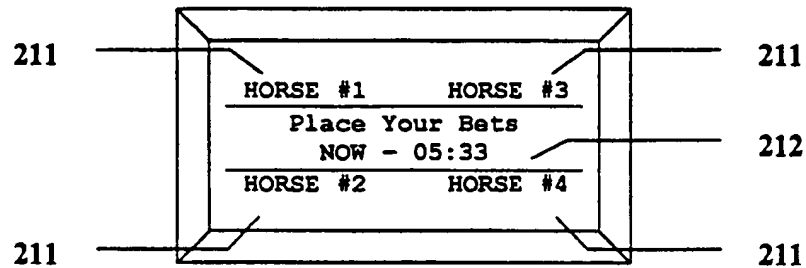 211 211
HORSE #1 HORSE #3
Place Your Bets
NOW - 05:33
212
HORSE #2 HORSE #4
211 211